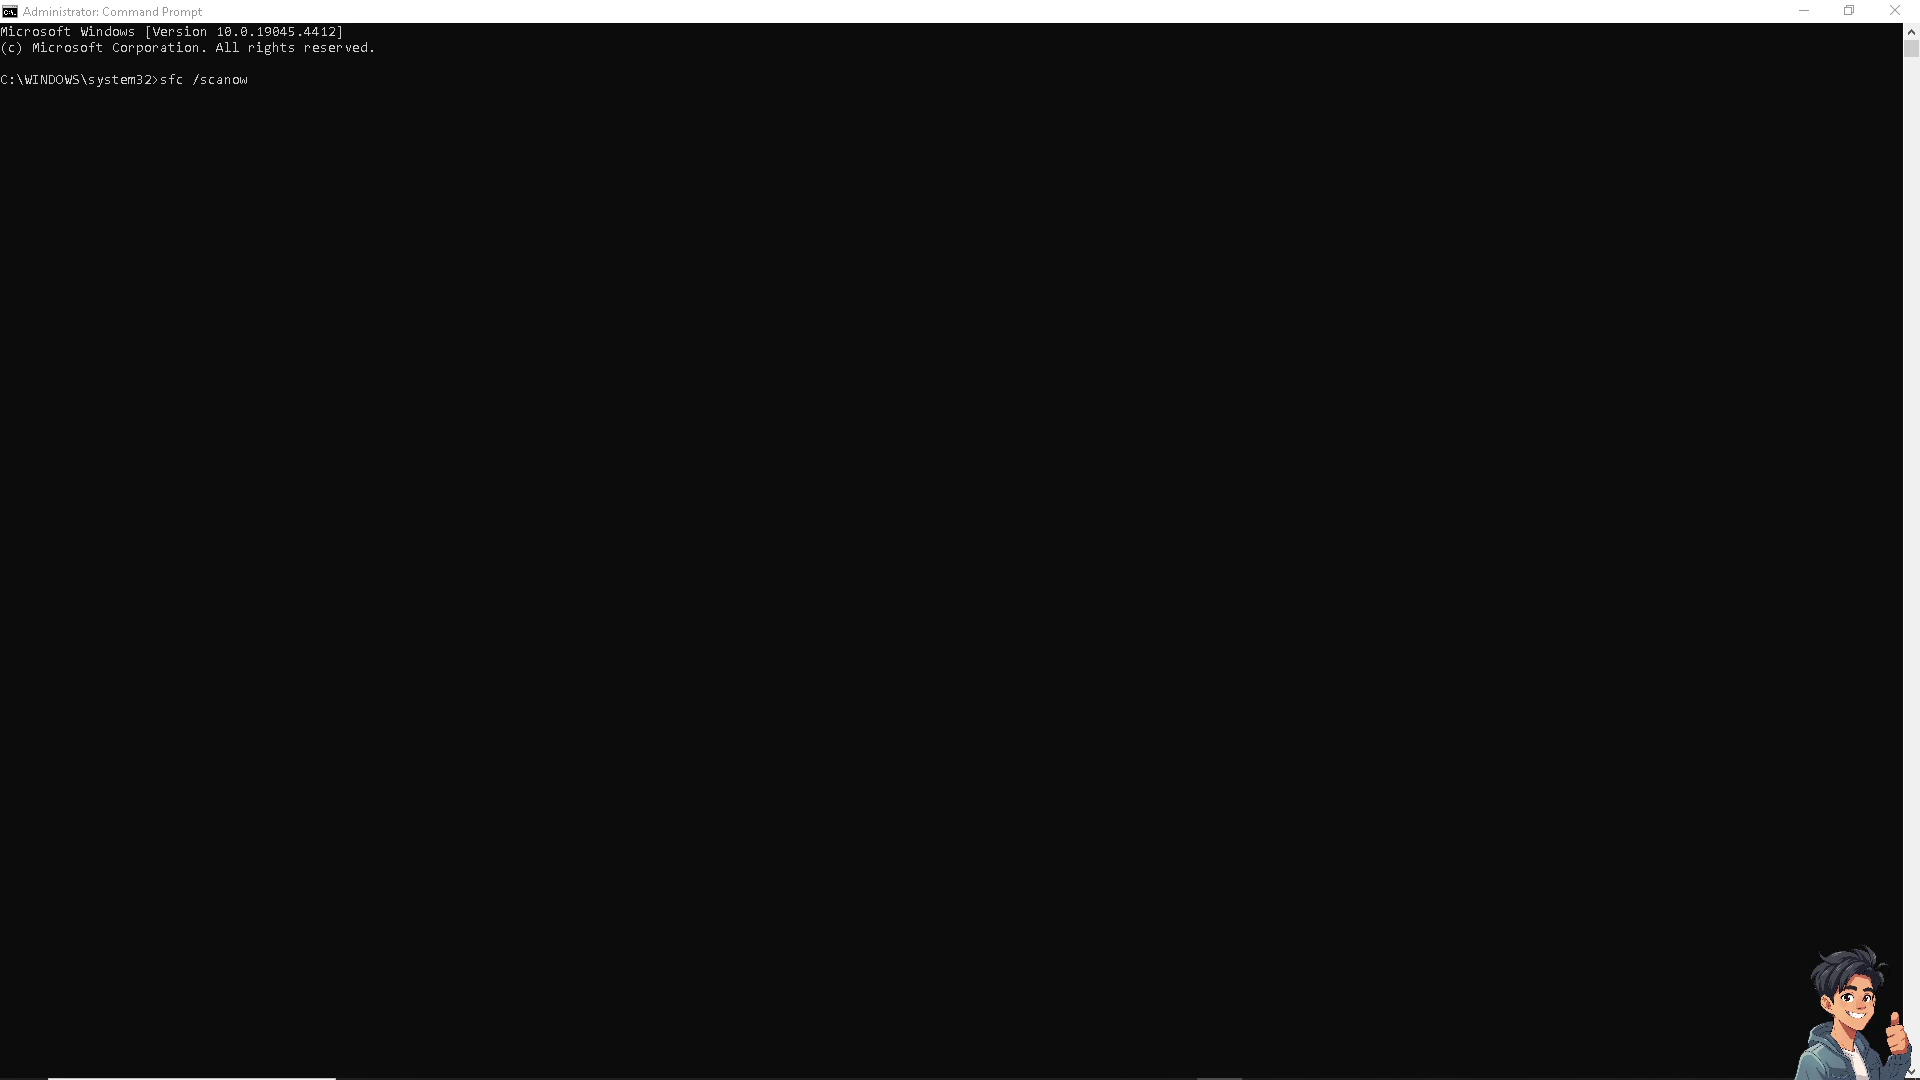 Administrator: Command Prompt
Microsoft Windows [Version 10.0.19045.4412]
(c) Microsoft Corporation. All rights reserved.
C:\WINDOWS\system32>sfc /scanow